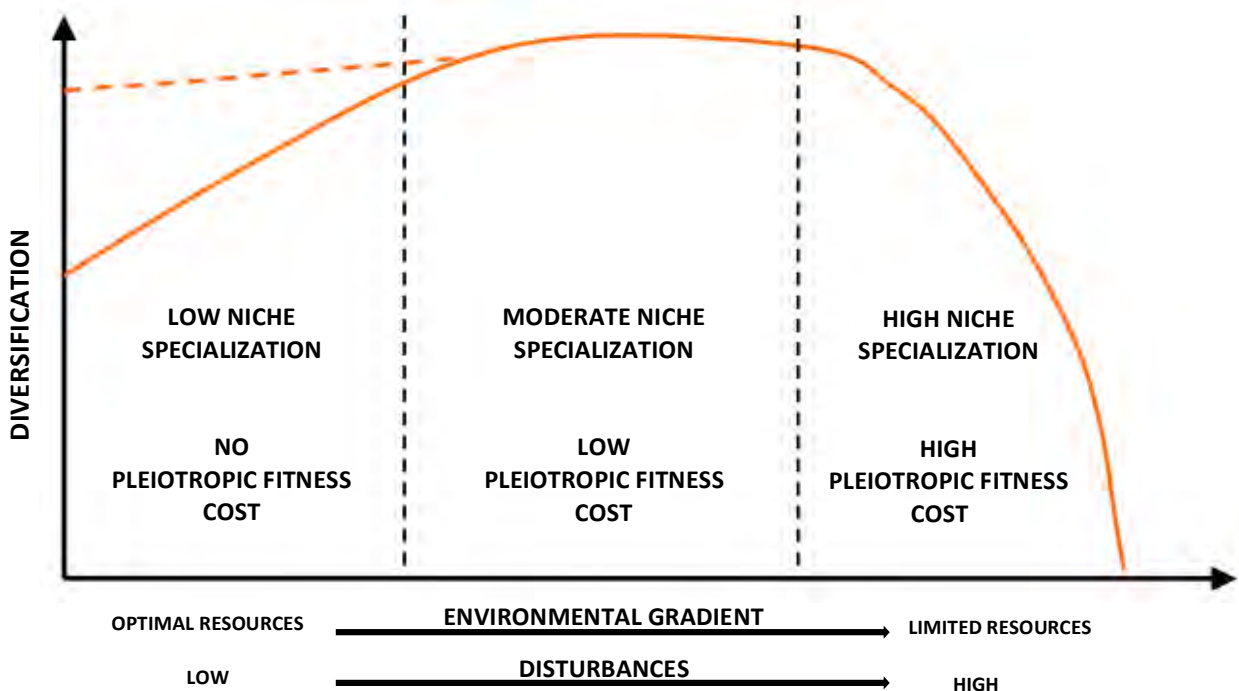 DIVERSIFICATION
LOW NICHE
SPECIALIZATION
NO
PLEIOTROPIC FITNESS
COST
MODERATE NICHE
SPECIALIZATION
LOW
PLEIOTROPIC FITNESS
COST
HIGH NICHE
SPECIALIZATION
HIGH
PLEIOTROPIC FITNESS
COST
OPTIMAL RESOURCES
ENVIRONMENTAL GRADIENT
LIMITED RESOURCES
LOW
DISTURBANCES
HIGH